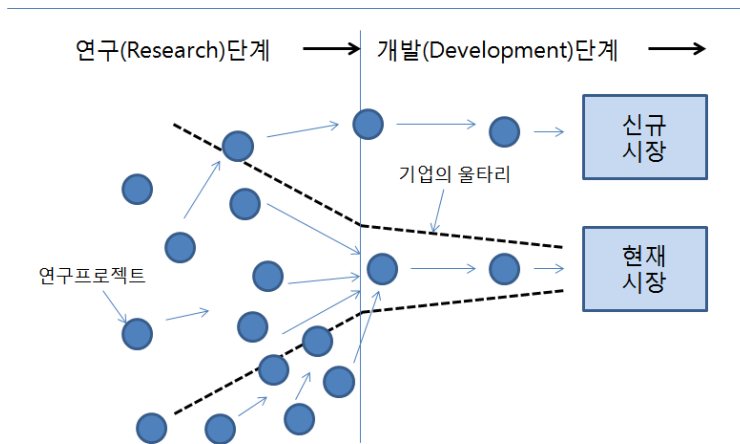 연구(Research)단계
개발(Development)단계
신규
시장
기업의 울타리
현재
시장
연구프로젝트